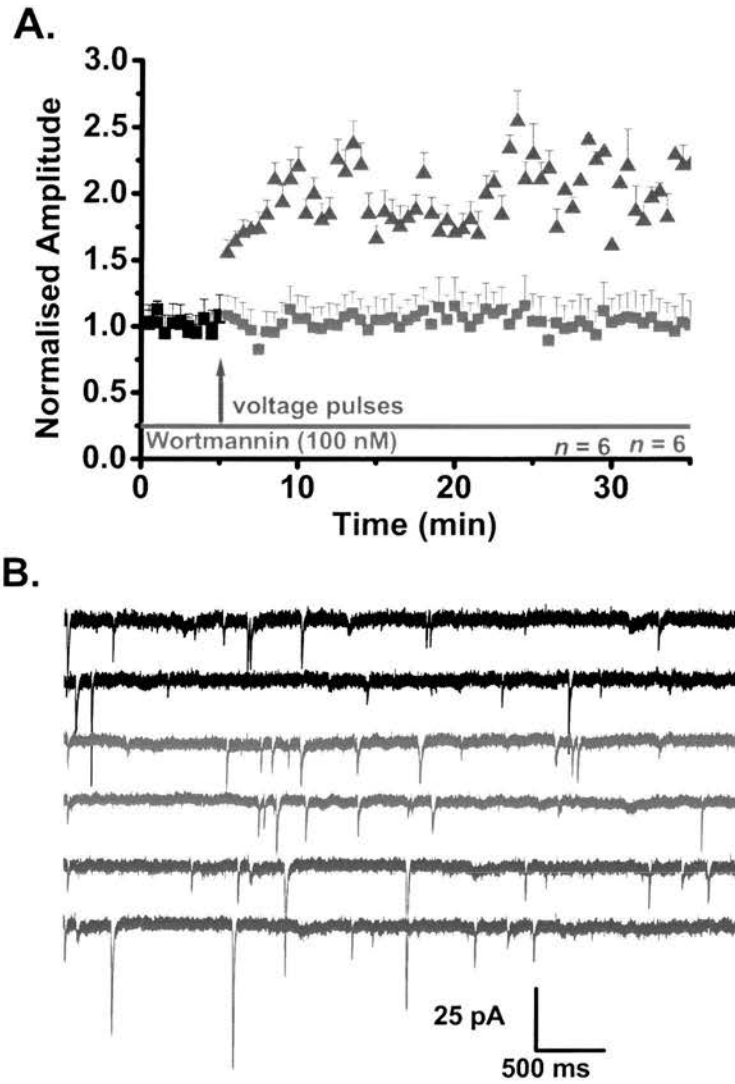 A.
Normalised Amplitude
3.0
2.5
2.0
1.5
1.0
0.5
0.0
voltage pulses
Wortmannin (100 nM)
n = 6 n = 6
0 10 20 30
Time (min)
B.
25 pA
500 ms